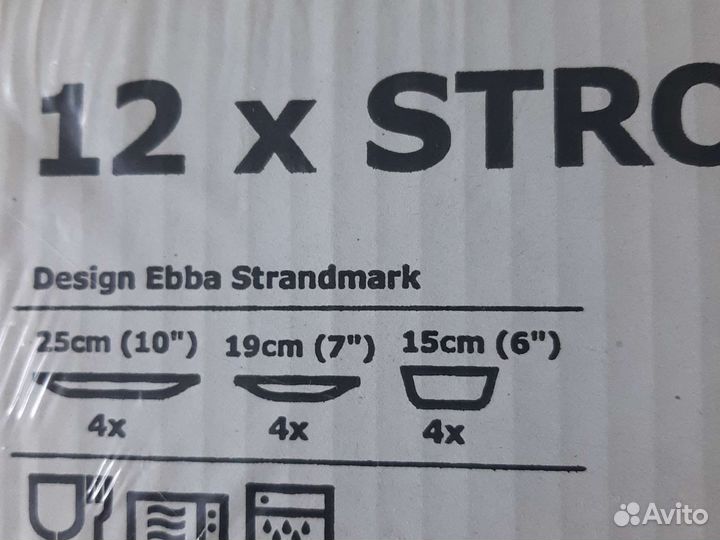 12 x STRO
Design Ebba Strandmark
25cm (10") 19cm (7") 15cm (6")
4x 4x 4x
Avito